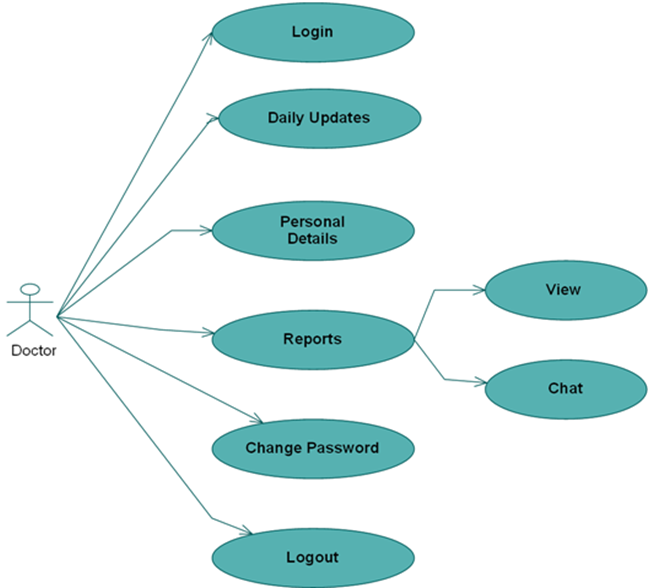 Login
Daily Updates
Personal
Details
View
Reports
Doctor
Chat
Change Password
Logout